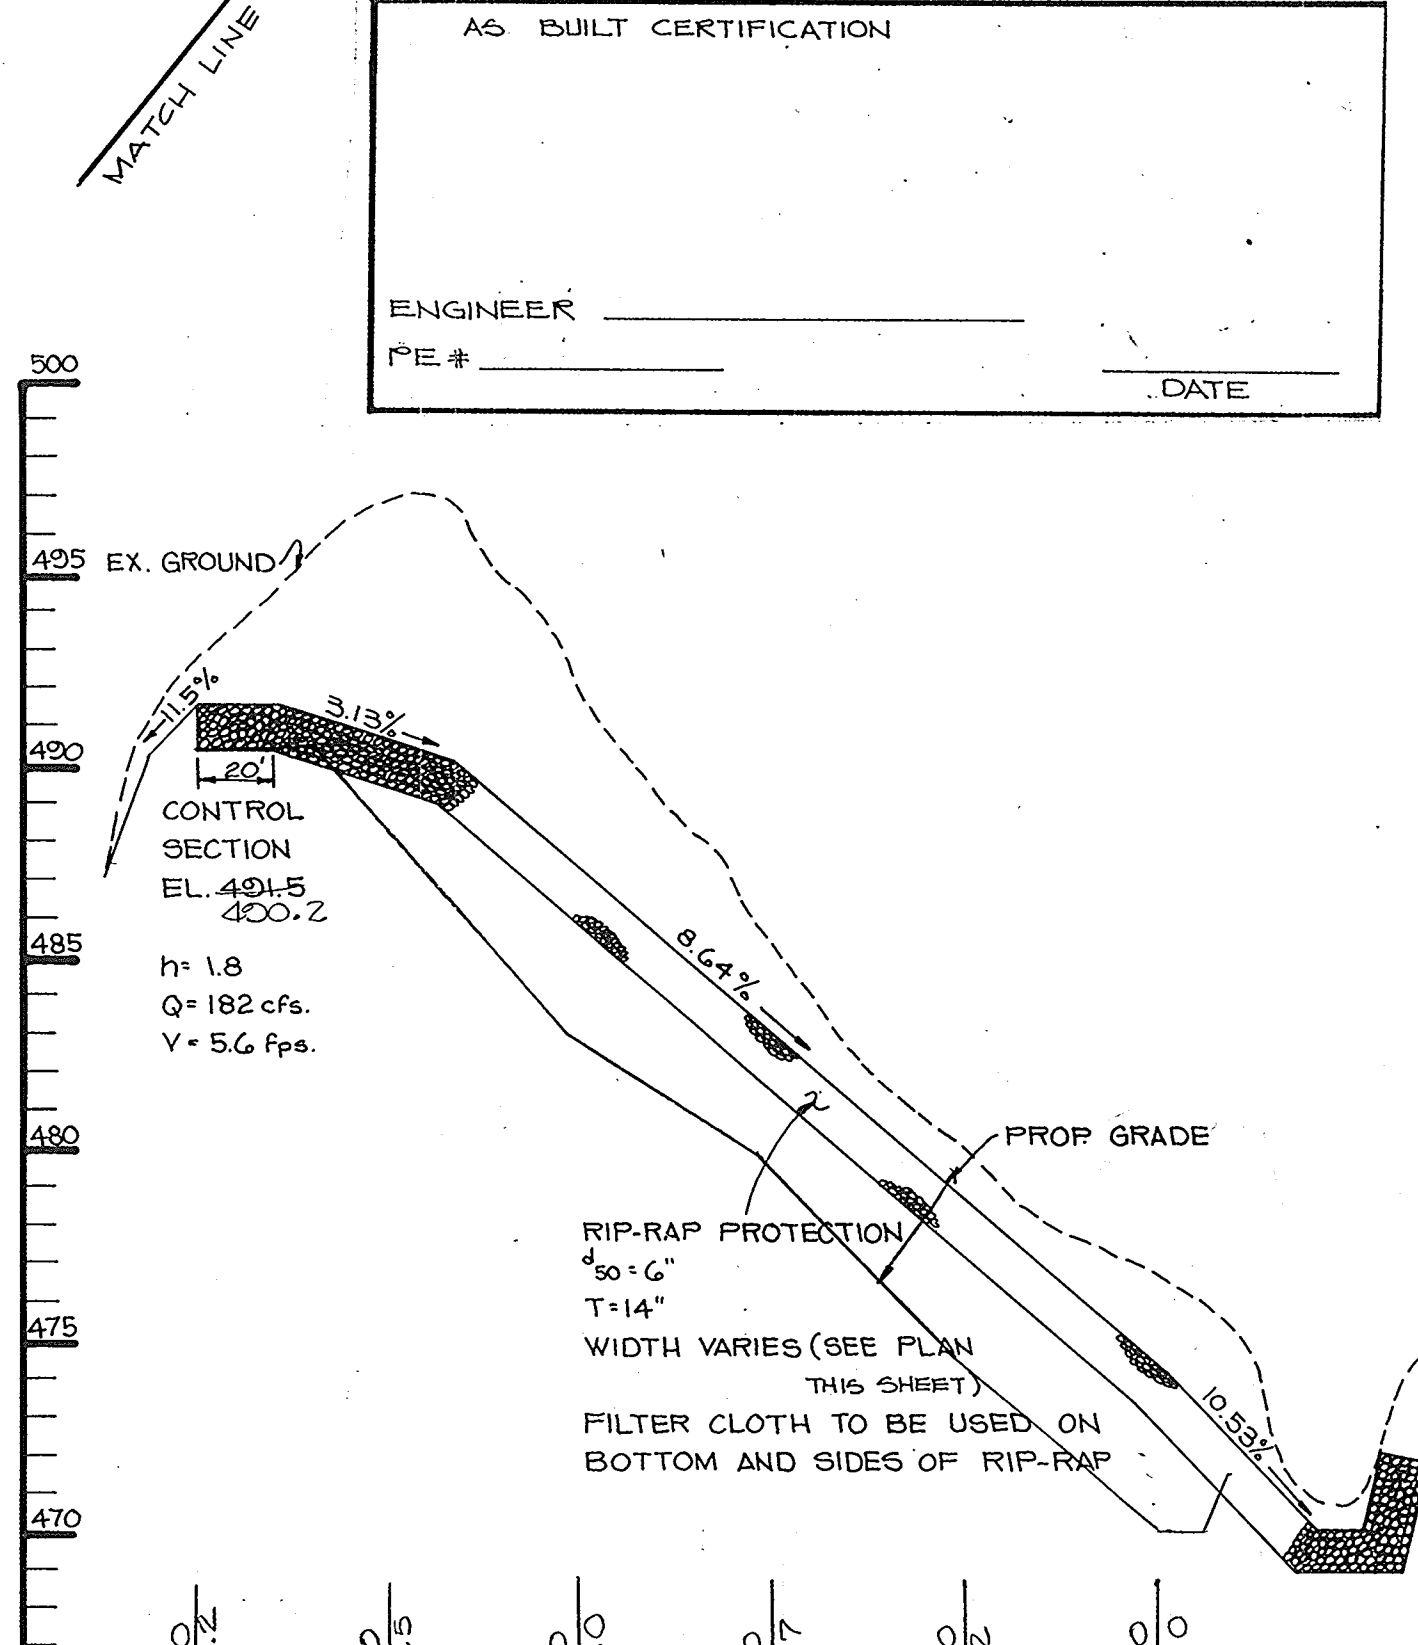 MATCH LINE
AS BUILT CERTIFICATION
ENGINEER
PE #
DATE
500
495
EX. GROUND
11.5%
3.13%
490
20'
CONTROL
SECTION
EL. 491.5
490.2
485
h= 1.8
Q= 182 cfs.
V= 5.6 fps.
8.64%
480
PROP. GRADE
RIP-RAP PROTECTION
d50 = 6"
T=14"
475
WIDTH VARIES (SEE PLAN
THIS SHEET)
10.53%
FILTER CLOTH TO BE USED ON
BOTTOM AND SIDES OF RIP-RAP
470